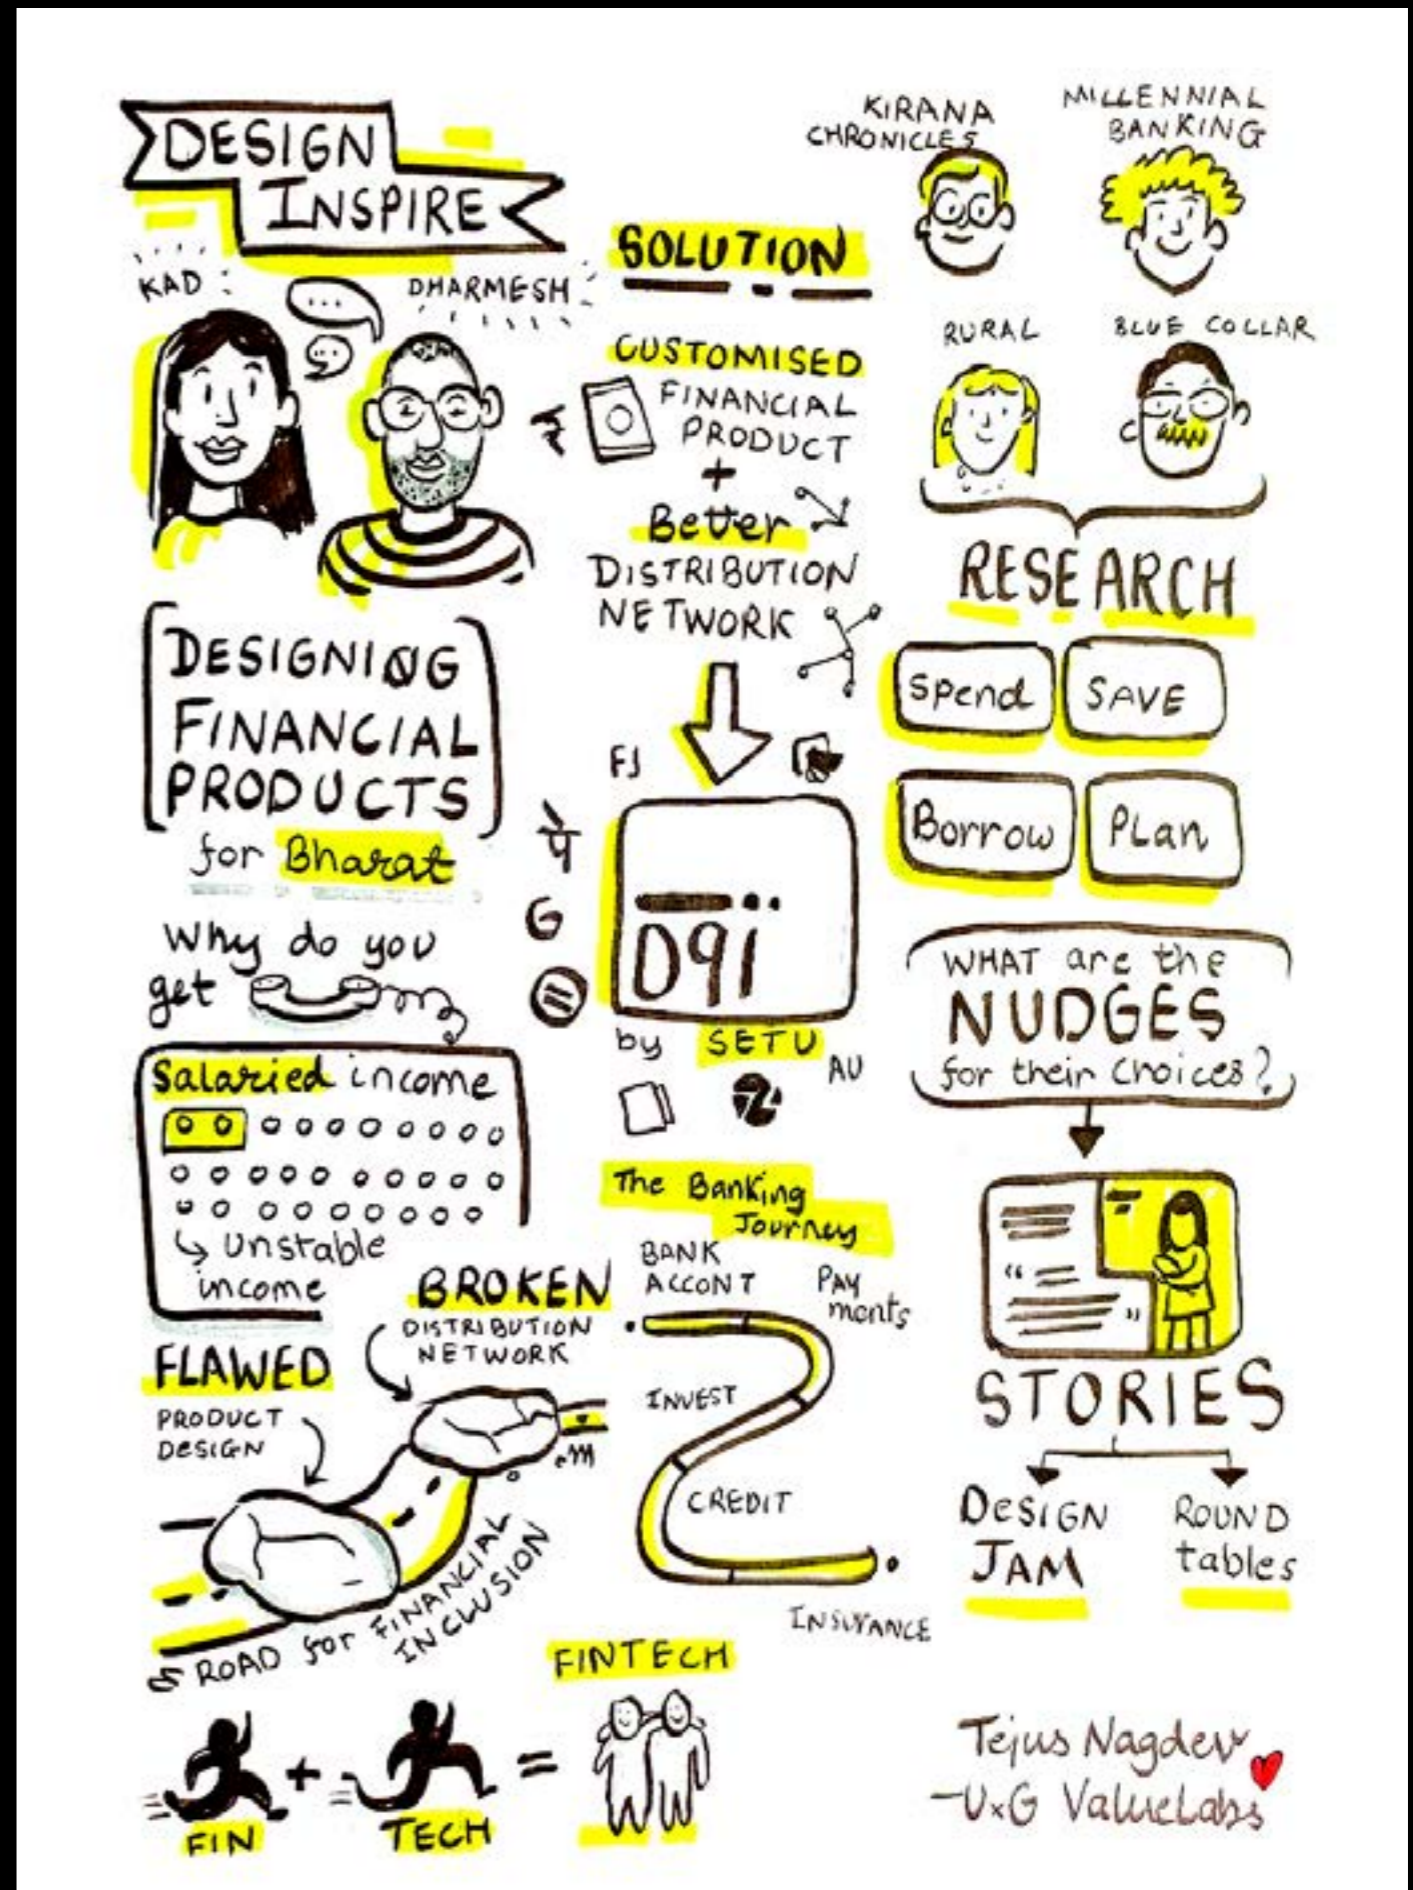 DESIGN
INSPIRE
KAD
DHARMESH
DESIGNING
FINANCIAL
PRODUCTS
for Bharat
Why do you
get
Salaried income
Unstable
income
BROKEN
DISTRIBUTION
NETWORK
FLAWED
PRODUCT
DESIGN
ROAD for FINANCIAL
INCLUSION
FIN
+
TECH
=
FINTECH
SOLUTION
₹
CUSTOMISED
FINANCIAL
PRODUCT
+
Better
DISTRIBUTION
NETWORK
पे
G
D91
by SETU
AU
The Banking
Journey
BANK
ACCONT
PAY
ments
INVEST
CREDIT
INSURANCE
KIRANA
CHRONICLES
MILLENNIAL
BANKING
RURAL
BLUE COLLAR
RESEARCH
Spend
SAVE
Borrow
PLan
WHAT are the
NUDGES
for their choices?
STORIES
DESIGN
JAM
ROUND
tables
Tejus Nagdev
-UxG ValueLabs